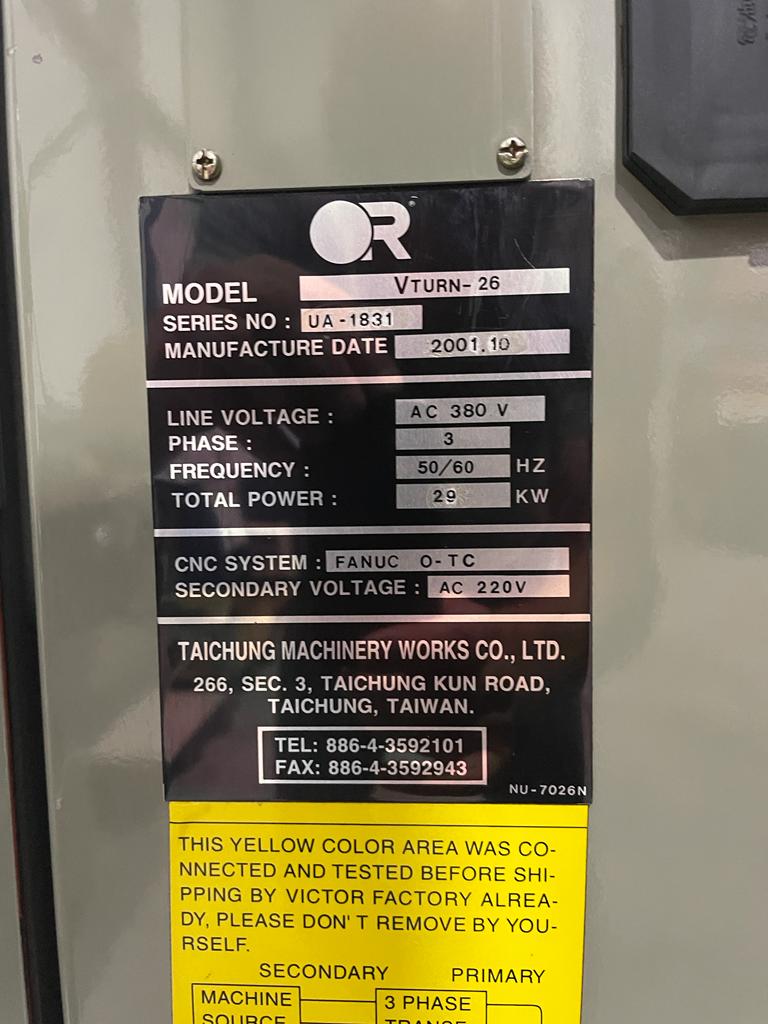 R
MODEL VTURN-26
SERIES NO : UA-1831
MANUFACTURE DATE 2001.10
LINE VOLTAGE : AC 380 V
PHASE : 3
FREQUENCY : 50/60 HZ
TOTAL POWER : 29 KW
CNC SYSTEM : FANUC O-TC
SECONDARY VOLTAGE : AC 220V
TAICHUNG MACHINERY WORKS CO., LTD.
266, SEC. 3, TAICHUNG KUN ROAD,
TAICHUNG, TAIWAN.
TEL: 886-4-3592101
FAX: 886-4-3592943
NU-7026N
THIS YELLOW COLOR AREA WAS CO-
NNECTED AND TESTED BEFORE SHI-
PPING BY VICTOR FACTORY ALREA-
DY, PLEASE DON'T REMOVE BY YOU-
RSELF.
SECONDARY PRIMARY
MACHINE 3 PHASE
SOURCE